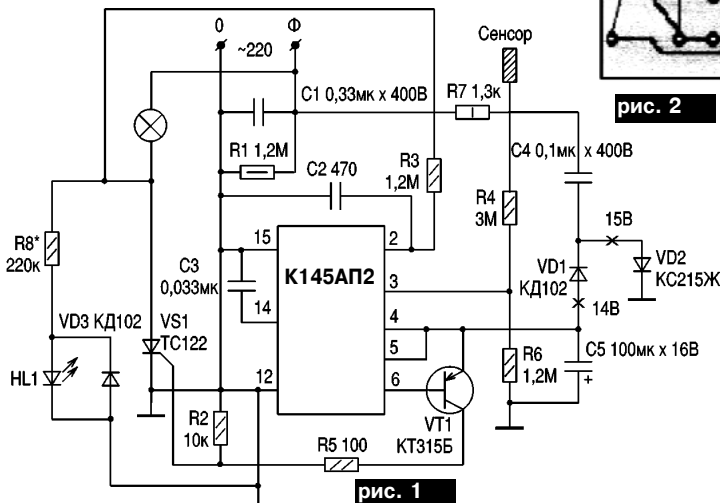 0
Ф
~220
Сенсор
C1 0,33мк x 400В
R7 1,3к
рис. 2
R1 1,2М
R3
1,2М
C4 0,1мк x 400В
C2 470
R4
3М
15В
R8*
220к
15
2
C3
0,033мк
К145АП2
3
VD1
КД102
VD2
КС215Ж
14
4
14В
VD3 КД102
VS1
ТС122
5
C5 100мк x 16В
+
HL1
12
6
R6
1,2М
R2
10к
VT1
КТ315Б
R5 100
рис. 1